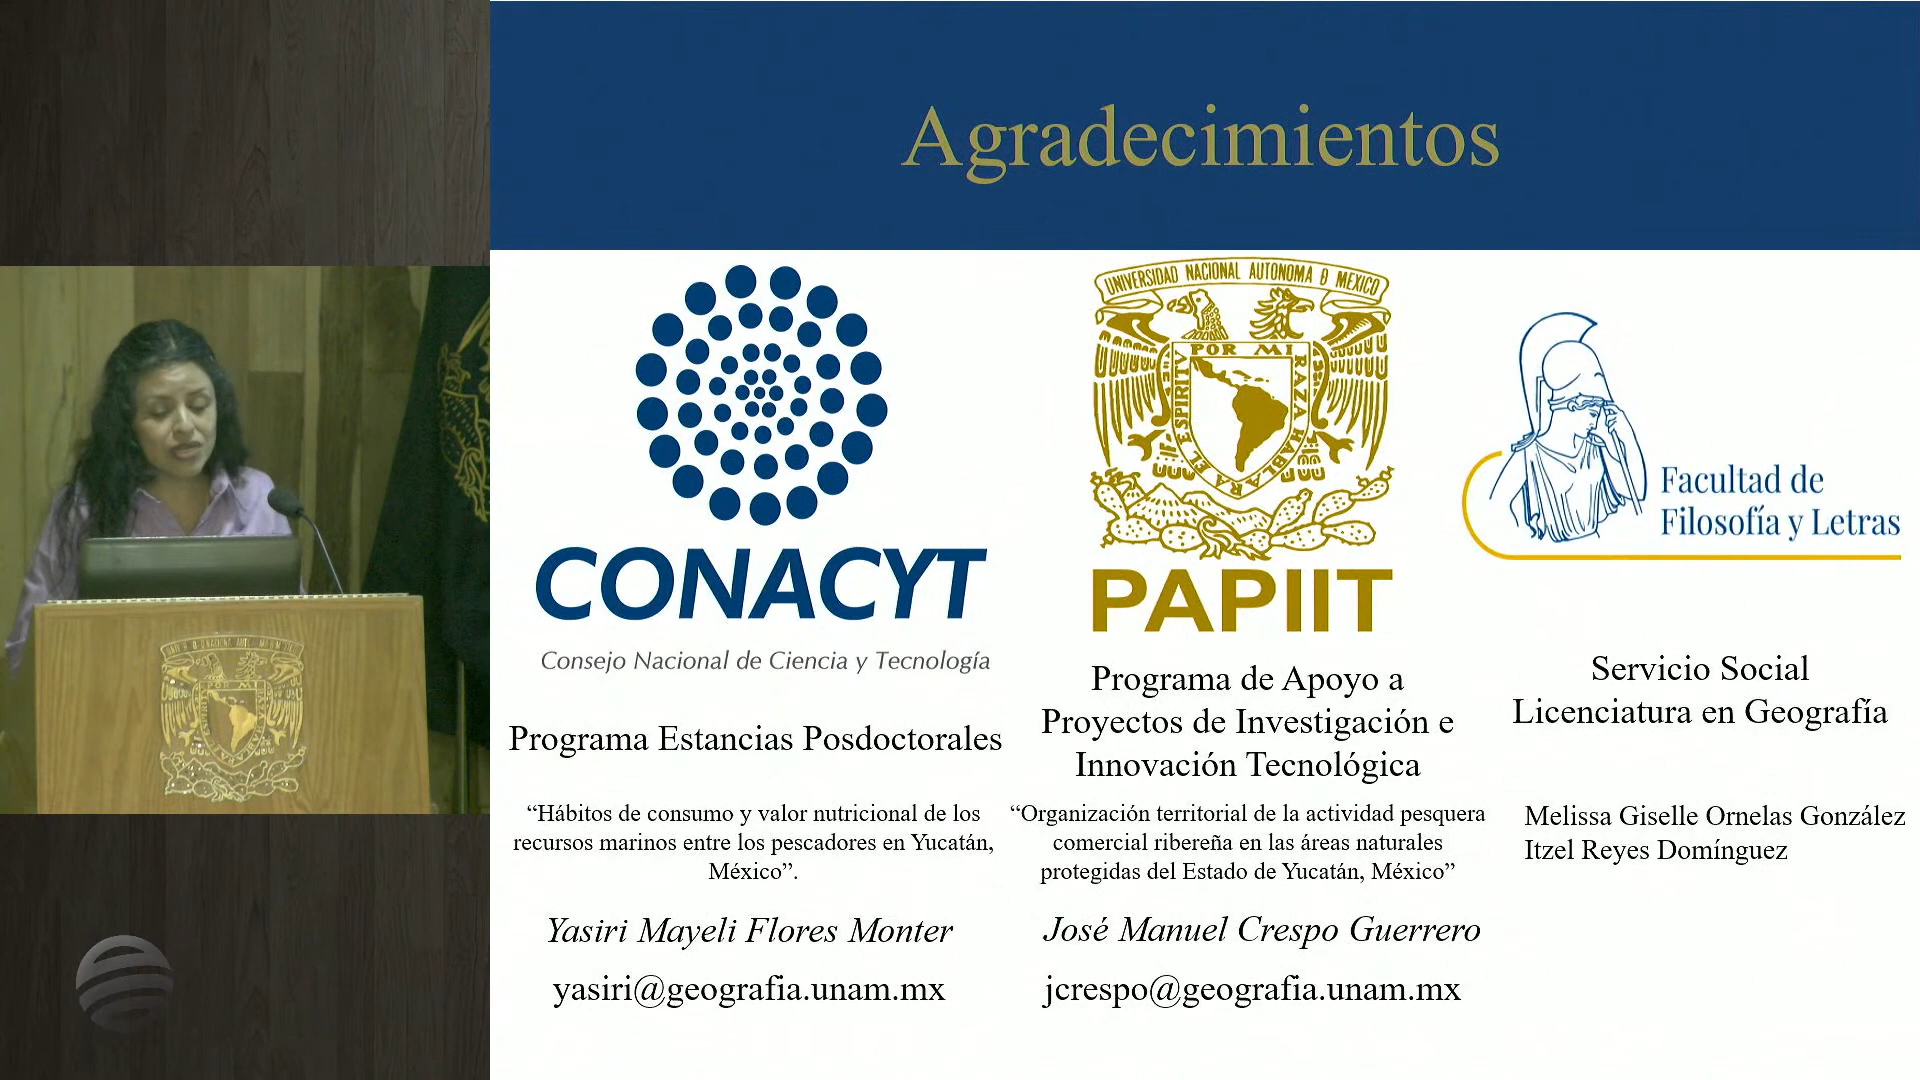 Agradecimientos
UNIVERSIDAD NACIONAL AUTONOMA D MEXICO
POR MI RAZA HABLARA EL ESPIRITV
CONACYT
Consejo Nacional de Ciencia y Tecnología
Programa Estancias Posdoctorales
“Hábitos de consumo y valor nutricional de los
recursos marinos entre los pescadores en Yucatán,
México”.
Yasiri Mayeli Flores Monter
yasiri@geografia.unam.mx
PAPIIT
Programa de Apoyo a
Proyectos de Investigación e
Innovación Tecnológica
“Organización territorial de la actividad pesquera
comercial ribereña en las áreas naturales
protegidas del Estado de Yucatán, México”
José Manuel Crespo Guerrero
jcrespo@geografia.unam.mx
Facultad de
Filosofía y Letras
Servicio Social
Licenciatura en Geografía
Melissa Giselle Ornelas González
Itzel Reyes Domínguez